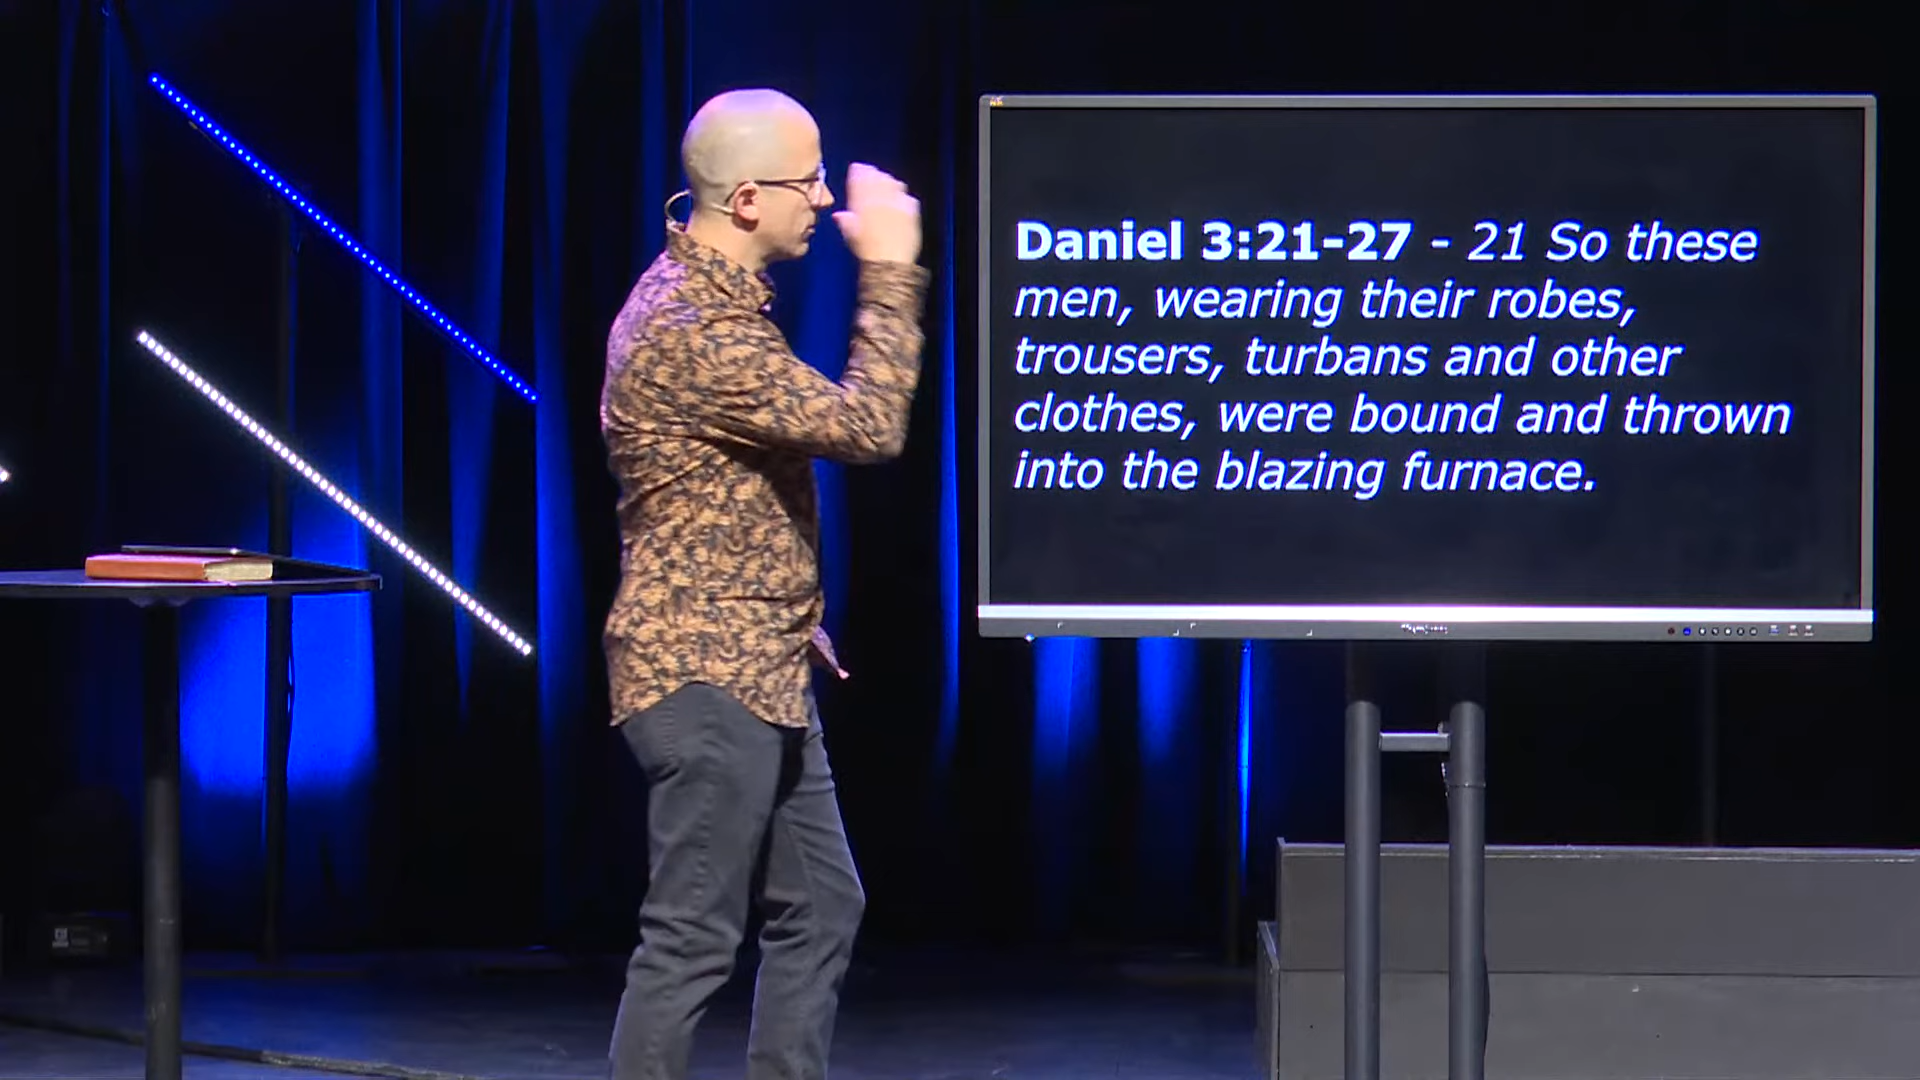 Daniel 3:21-27 - 21 So these
men, wearing their robes,
trousers, turbans and other
clothes, were bound and thrown
into the blazing furnace.